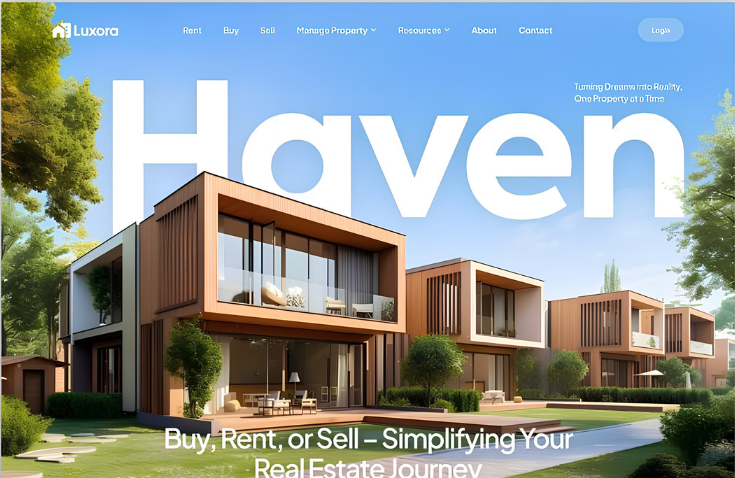 Luxora
Rent Buy Sell Manage Property Resources About Contact Login
Turning Dreams into Reality,
One Property at a Time
Haven
Buy, Rent, or Sell – Simplifying Your
Real Estate Journey